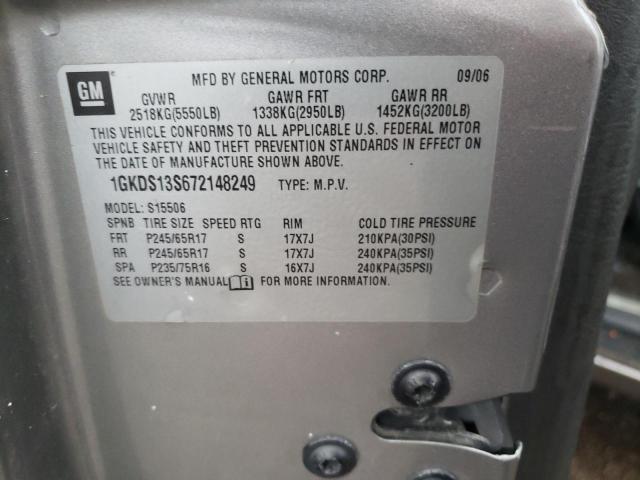 GM
MFD BY GENERAL MOTORS CORP. 09/06
GVWR GAWR FRT GAWR RR
2518KG(5550LB) 1338KG(2950LB) 1452KG(3200LB)
THIS VEHICLE CONFORMS TO ALL APPLICABLE U.S. FEDERAL MOTOR
VEHICLE SAFETY AND THEFT PREVENTION STANDARDS IN EFFECT ON
THE DATE OF MANUFACTURE SHOWN ABOVE.
1GKDS13S672148249 TYPE: M.P.V.
MODEL: S15506
SPNB TIRE SIZE SPEED RTG RIM COLD TIRE PRESSURE
FRT P245/65R17 S 17X7J 210KPA(30PSI)
RR P245/65R17 S 17X7J 240KPA(35PSI)
SPA P235/75R16 S 16X7J 240KPA(35PSI)
SEE OWNER'S MANUAL FOR MORE INFORMATION.